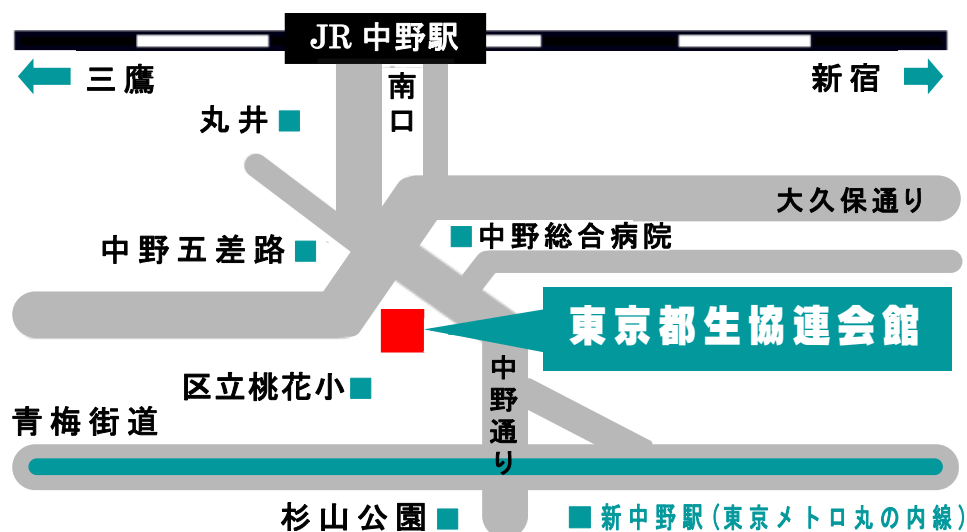 JR 中野駅
三鷹
南口
新宿
丸井
大久保通り
中野五差路
中野総合病院
東京都生協連会館
中野通り
区立桃花小
青梅街道
杉山公園
新中野駅(東京メトロ丸の内線)